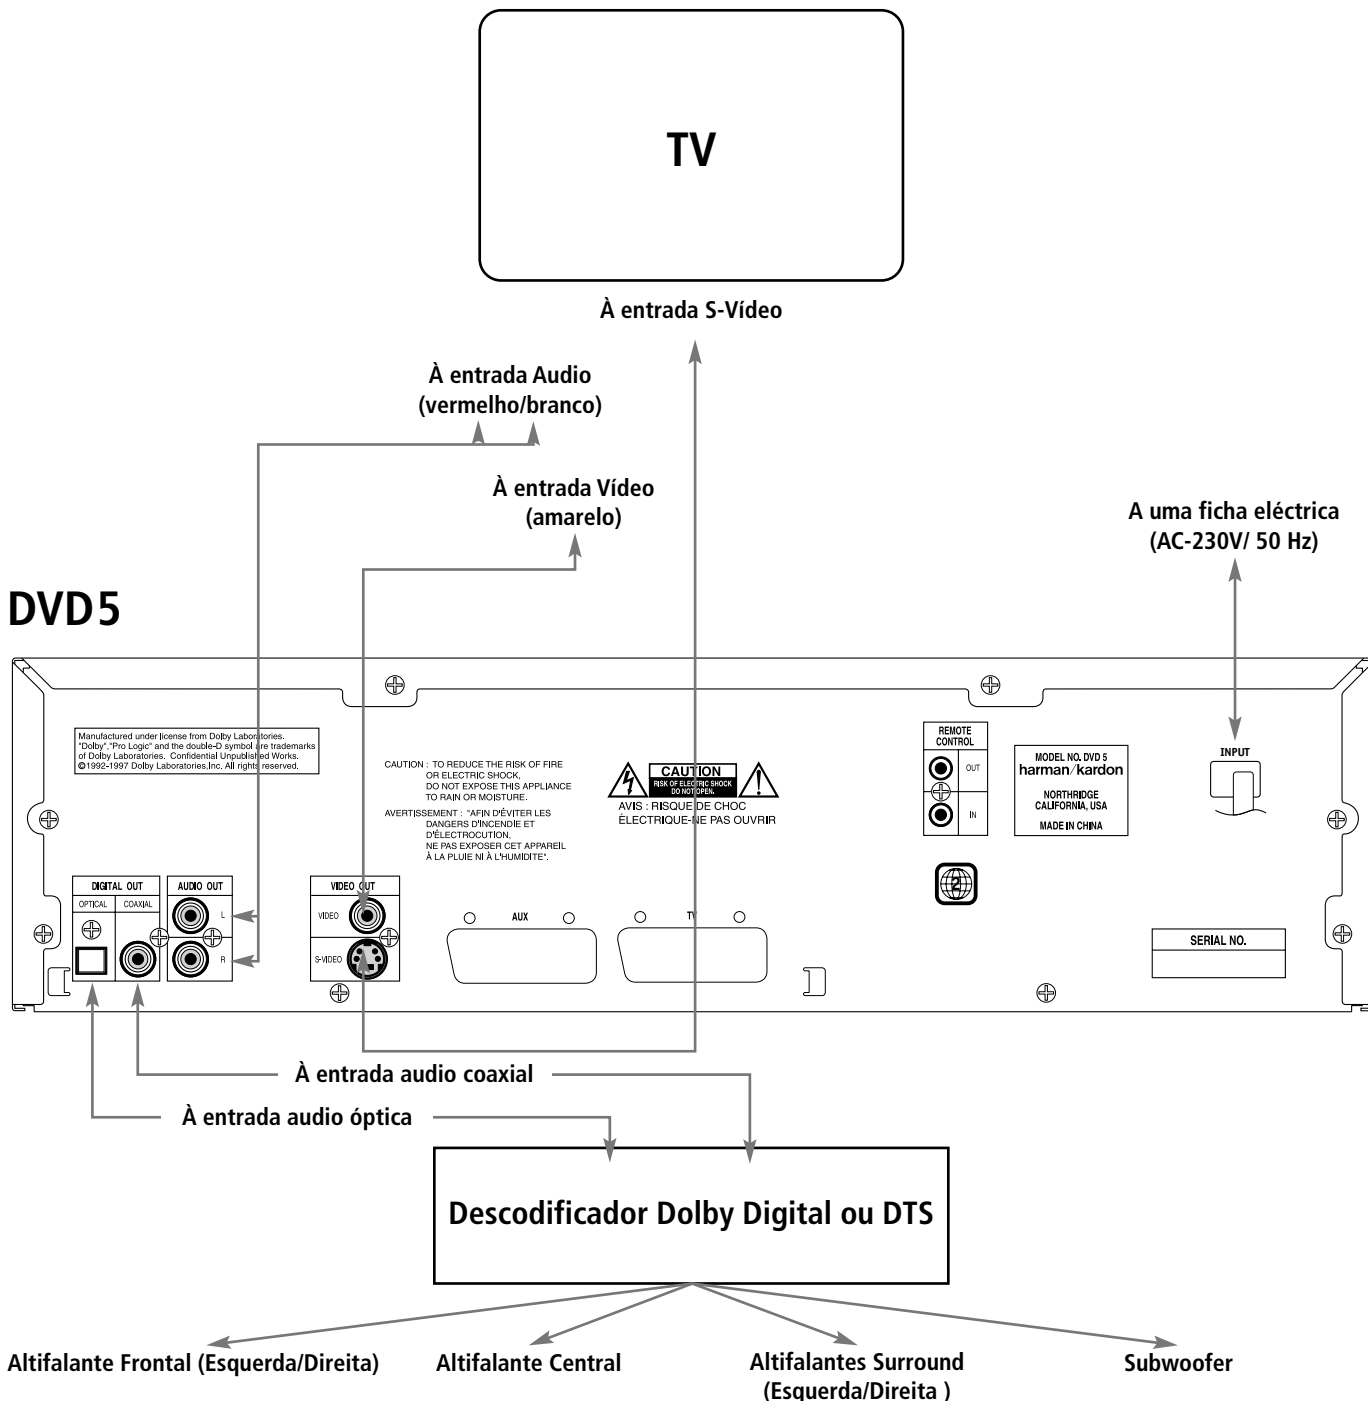 TV
À entrada S-Vídeo
À entrada Audio
(vermelho/branco)
À entrada Vídeo
(amarelo)
A uma ficha eléctrica
(AC-230V/ 50 Hz)
DVD5
Manufactured under license from Dolby Laboratories.
"Dolby","Pro Logic" and the double-D symbol are trademarks
of Dolby Laboratories. Confidential Unpublished Works.
©1992-1997 Dolby Laboratories,Inc. All rights reserved.
CAUTION : TO REDUCE THE RISK OF FIRE
OR ELECTRIC SHOCK,
DO NOT EXPOSE THIS APPLIANCE
TO RAIN OR MOISTURE.
AVERTISSEMENT : "AFIN D'ÉVITER LES
DANGERS D'INCENDIE ET
D'ÉLECTROCUTION,
NE PAS EXPOSER CET APPAREIL
À LA PLUIE NI À L'HUMIDITE".
CAUTION
RISK OF ELECTRIC SHOCK
DO NOT OPEN.
AVIS : RISQUE DE CHOC
ÉLECTRIQUE-NE PAS OUVRIR
REMOTE
CONTROL
OUT
IN
MODEL NO. DVD 5
harman/kardon
NORTHRIDGE
CALIFORNIA, USA
MADE IN CHINA
INPUT
2
DIGITAL OUT
OPTICAL
COAXIAL
AUDIO OUT
L
R
VIDEO OUT
VIDEO
S-VIDEO
AUX
TV
SERIAL NO.
À entrada audio coaxial
À entrada audio óptica
Descodificador Dolby Digital ou DTS
Altifalante Frontal (Esquerda/Direita)
Altifalante Central
Altifalantes Surround
(Esquerda/Direita )
Subwoofer